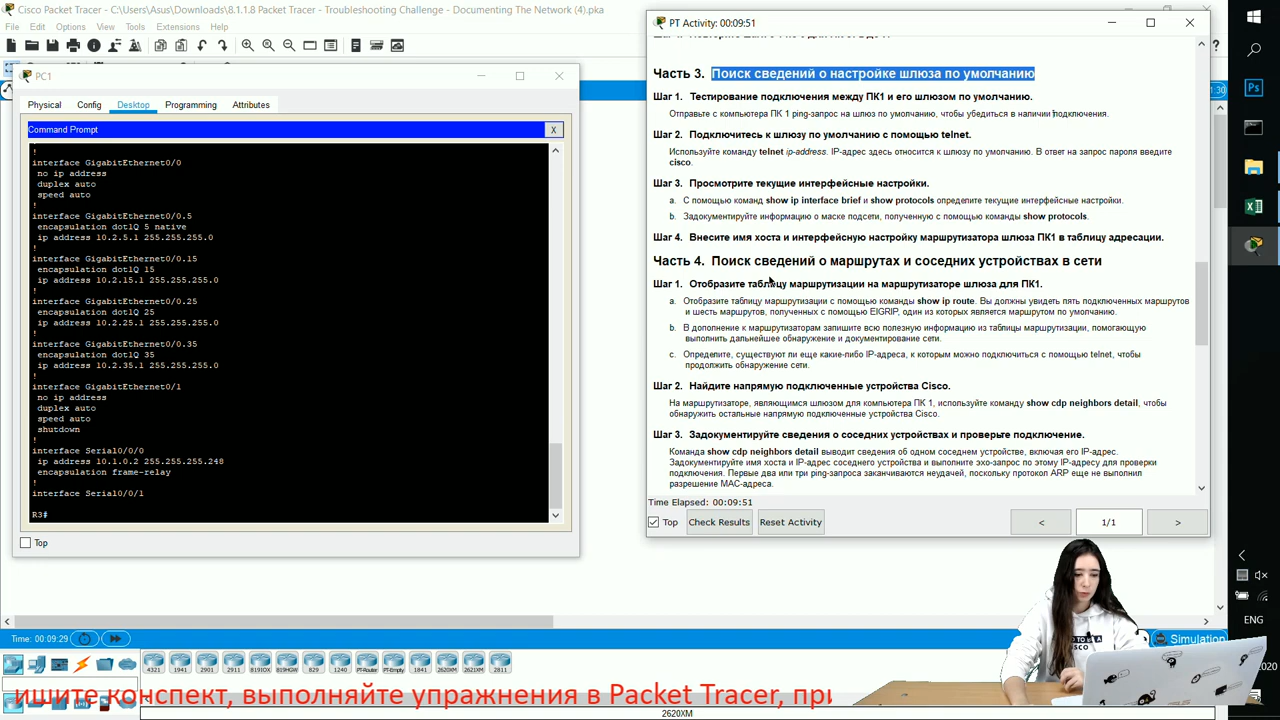 Cisco Packet Tracer - C:\Users\Asus\Downloads\8.1.1.8 Packet Tracer - Troubleshooting Challenge - Documenting The Network (4).pka
File Edit Options View Tools Extensions Help
PC1
Physical Config Desktop Programming Attributes
Command Prompt
X
!
interface GigabitEthernet0/0
no ip address
duplex auto
speed auto
!
interface GigabitEthernet0/0.5
encapsulation dot1Q 5 native
ip address 10.2.5.1 255.255.255.0
!
interface GigabitEthernet0/0.15
encapsulation dot1Q 15
ip address 10.2.15.1 255.255.255.0
!
interface GigabitEthernet0/0.25
encapsulation dot1Q 25
ip address 10.2.25.1 255.255.255.0
!
interface GigabitEthernet0/0.35
encapsulation dot1Q 35
ip address 10.2.35.1 255.255.255.0
!
interface GigabitEthernet0/1
no ip address
duplex auto
speed auto
shutdown
!
interface Serial0/0/0
ip address 10.1.0.2 255.255.255.248
encapsulation frame-relay
!
interface Serial0/0/1
R3#
Top
PT Activity: 00:09:51
Часть 3. Поиск сведений о настройке шлюза по умолчанию
Шаг 1. Тестирование подключения между ПК1 и его шлюзом по умолчанию.
Отправьте с компьютера ПК 1 ping-запрос на шлюз по умолчанию, чтобы убедиться в наличии подключения.
Шаг 2. Подключитесь к шлюзу по умолчанию с помощью telnet.
Используйте команду telnet ip-address. IP-адрес здесь относится к шлюзу по умолчанию. В ответ на запрос пароля введите
cisco.
Шаг 3. Просмотрите текущие интерфейсные настройки.
a. С помощью команд show ip interface brief и show protocols определите текущие интерфейсные настройки.
b. Задокументируйте информацию о маске подсети, полученную с помощью команды show protocols.
Шаг 4. Внесите имя хоста и интерфейсную настройку маршрутизатора шлюза ПК1 в таблицу адресации.
Часть 4. Поиск сведений о маршрутах и соседних устройствах в сети
Шаг 1. Отобразите таблицу маршрутизации на маршрутизаторе шлюза для ПК1.
a. Отобразите таблицу маршрутизации с помощью команды show ip route. Вы должны увидеть пять подключенных маршрутов
и шесть маршрутов, полученных с помощью EIGRP, один из которых является маршрутом по умолчанию.
b. В дополнение к маршрутизаторам запишите всю полезную информацию из таблицы маршрутизации, помогающую
выполнить дальнейшее обнаружение и документирование сети.
c. Определите, существуют ли еще какие-либо IP-адреса, к которым можно подключиться с помощью telnet, чтобы
продолжить обнаружение сети.
Шаг 2. Найдите напрямую подключенные устройства Cisco.
На маршрутизаторе, являющимся шлюзом для компьютера ПК 1, используйте команду show cdp neighbors detail, чтобы
обнаружить остальные напрямую подключенные устройства Cisco.
Шаг 3. Задокументируйте сведения о соседних устройствах и проверьте подключение.
Команда show cdp neighbors detail выводит сведения об одном соседнем устройстве, включая его IP-адрес.
Задокументируйте имя хоста и IP-адрес соседнего устройства и выполните эхо-запрос по этому IP-адресу для проверки
подключения. Первые два или три ping-запроса заканчиваются неудачей, поскольку протокол ARP еще не выполнил
разрешение MAC-адреса.
Time Elapsed: 00:09:51
Top Check Results Reset Activity < 1/1 >
Ps
ENG
Time: 00:09:29
Simulation
4321 1941 2901 2911 819IOX 819HGW 829 1240 PT-Router PT-Empty 1841 2620XM 2621XM 2811
ишите конспект, выполняйте упражнения в Packet Tracer, при
2620XM
CISCO